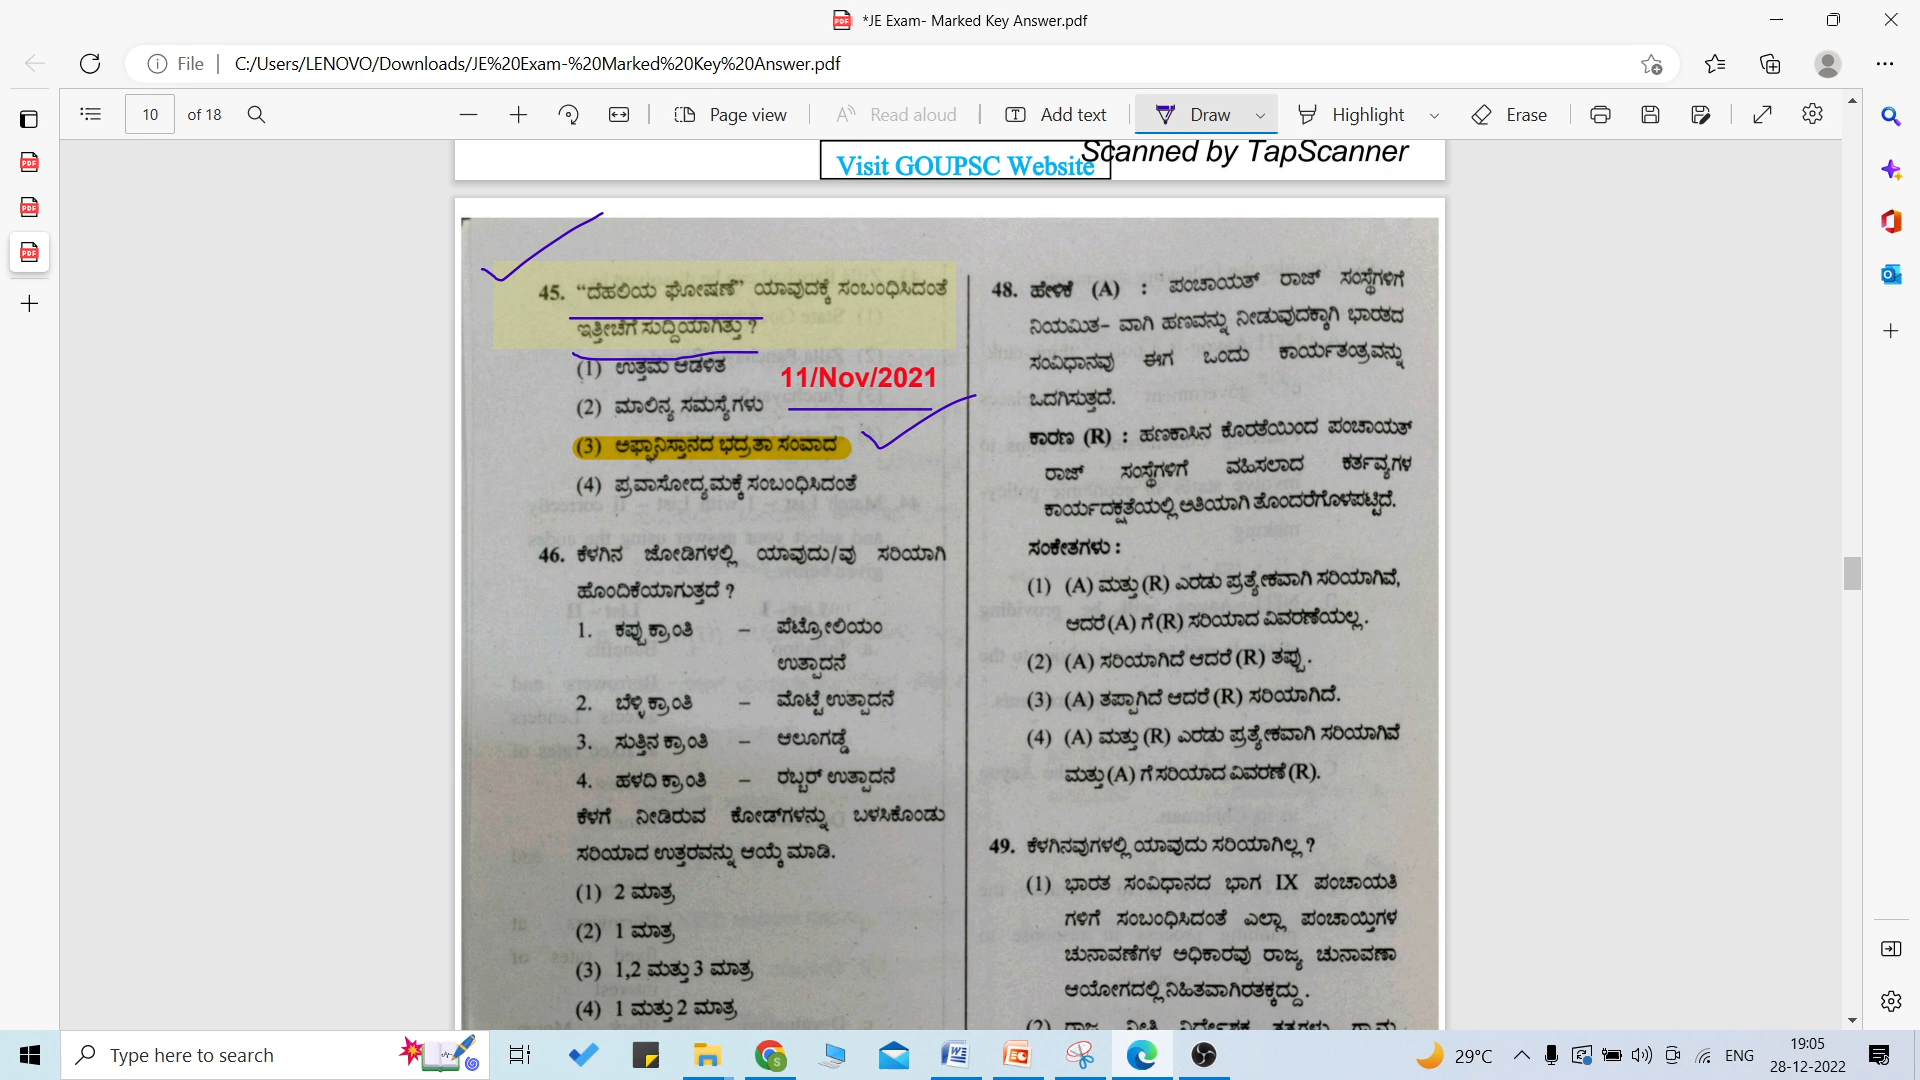 *JE Exam- Marked Key Answer.pdf
File
C:/Users/LENOVO/Downloads/JE%20Exam-%20Marked%20Key%20Answer.pdf
10 of 18
Page view
Read aloud
Add text
Draw
Highlight
Erase
Visit GOUPSC Website
Scanned by TapScanner
45. “ದೆಹಲಿಯ ಘೋಷಣೆ” ಯಾವುದಕ್ಕೆ ಸಂಬಂಧಿಸಿದಂತೆ
ಇತ್ತೀಚೆಗೆ ಸುದ್ದಿಯಾಗಿತ್ತು ?
(1) ಉತ್ತಮ ಆಡಳಿತ
11/Nov/2021
(2) ಮಾಲಿನ್ಯ ಸಮಸ್ಯೆಗಳು
(3) ಅಫ್ಘಾನಿಸ್ತಾನದ ಭದ್ರತಾ ಸಂವಾದ
(4) ಪ್ರವಾಸೋದ್ಯಮಕ್ಕೆ ಸಂಬಂಧಿಸಿದಂತೆ
46. ಕೆಳಗಿನ ಜೋಡಿಗಳಲ್ಲಿ ಯಾವುದು/ವು ಸರಿಯಾಗಿ
ಹೊಂದಿಕೆಯಾಗುತ್ತದೆ ?
1. ಕಪ್ಪು ಕ್ರಾಂತಿ – ಪೆಟ್ರೋಲಿಯಂ
ಉತ್ಪಾದನೆ
2. ಬೆಳ್ಳಿ ಕ್ರಾಂತಿ – ಮೊಟ್ಟೆ ಉತ್ಪಾದನೆ
3. ಸುತ್ತಿನ ಕ್ರಾಂತಿ – ಆಲೂಗಡ್ಡೆ
4. ಹಳದಿ ಕ್ರಾಂತಿ – ರಬ್ಬರ್ ಉತ್ಪಾದನೆ
ಕೆಳಗೆ ನೀಡಿರುವ ಕೋಡ್‌ಗಳನ್ನು ಬಳಸಿಕೊಂಡು
ಸರಿಯಾದ ಉತ್ತರವನ್ನು ಆಯ್ಕೆ ಮಾಡಿ.
(1) 2 ಮಾತ್ರ
(2) 1 ಮಾತ್ರ
(3) 1,2 ಮತ್ತು 3 ಮಾತ್ರ
(4) 1 ಮತ್ತು 2 ಮಾತ್ರ
48. ಹೇಳಿಕೆ (A) : ಪಂಚಾಯತ್ ರಾಜ್ ಸಂಸ್ಥೆಗಳಿಗೆ
ನಿಯಮಿತ- ವಾಗಿ ಹಣವನ್ನು ನೀಡುವುದಕ್ಕಾಗಿ ಭಾರತದ
ಸಂವಿಧಾನವು ಈಗ ಒಂದು ಕಾರ್ಯತಂತ್ರವನ್ನು
ಒದಗಿಸುತ್ತದೆ.
ಕಾರಣ (R) : ಹಣಕಾಸಿನ ಕೊರತೆಯಿಂದ ಪಂಚಾಯತ್
ರಾಜ್ ಸಂಸ್ಥೆಗಳಿಗೆ ವಹಿಸಲಾದ ಕರ್ತವ್ಯಗಳ
ಕಾರ್ಯದಕ್ಷತೆಯಲ್ಲಿ ಅತಿಯಾಗಿ ತೊಂದರೆಗೊಳಪಟ್ಟಿದೆ.
ಸಂಕೇತಗಳು :
(1) (A) ಮತ್ತು (R) ಎರಡು ಪ್ರತ್ಯೇಕವಾಗಿ ಸರಿಯಾಗಿವೆ,
ಆದರೆ (A) ಗೆ (R) ಸರಿಯಾದ ವಿವರಣೆಯಲ್ಲ.
(2) (A) ಸರಿಯಾಗಿದೆ ಆದರೆ (R) ತಪ್ಪು.
(3) (A) ತಪ್ಪಾಗಿದೆ ಆದರೆ (R) ಸರಿಯಾಗಿದೆ.
(4) (A) ಮತ್ತು (R) ಎರಡು ಪ್ರತ್ಯೇಕವಾಗಿ ಸರಿಯಾಗಿವೆ
ಮತ್ತು (A) ಗೆ ಸರಿಯಾದ ವಿವರಣೆ (R).
49. ಕೆಳಗಿನವುಗಳಲ್ಲಿ ಯಾವುದು ಸರಿಯಾಗಿಲ್ಲ ?
(1) ಭಾರತ ಸಂವಿಧಾನದ ಭಾಗ IX ಪಂಚಾಯತಿ
ಗಳಿಗೆ ಸಂಬಂಧಿಸಿದಂತೆ ಎಲ್ಲಾ ಪಂಚಾಯ್ತಿಗಳ
ಚುನಾವಣೆಗಳ ಅಧಿಕಾರವು ರಾಜ್ಯ ಚುನಾವಣಾ
ಆಯೋಗದಲ್ಲಿ ನಿಹಿತವಾಗಿರತಕ್ಕದ್ದು.
Type here to search
29°C
ENG
19:05
28-12-2022